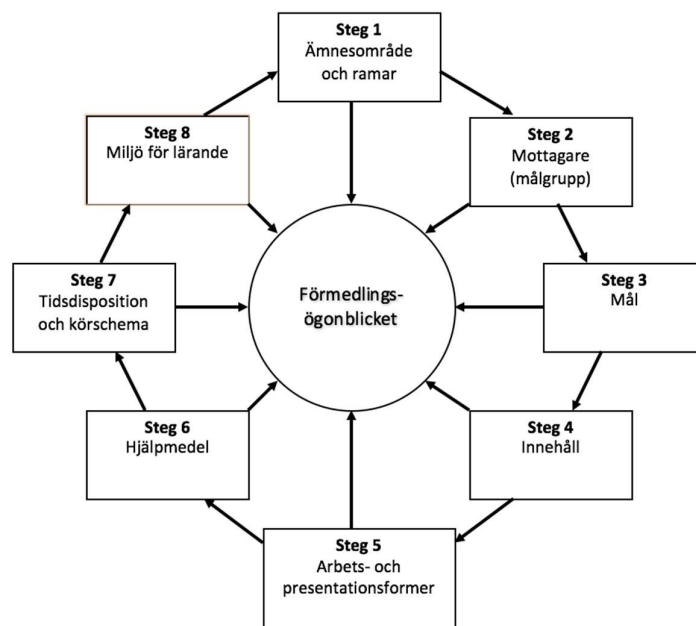 Steg 1
Ämnesområde
och ramar
Steg 2
Mottagare
(målgrupp)
Steg 3
Mål
Steg 4
Innehåll
Steg 5
Arbets- och
presentationsformer
Steg 6
Hjälpmedel
Steg 7
Tidsdisposition
och körschema
Steg 8
Miljö för lärande
Förmedlings-
ögonblicket